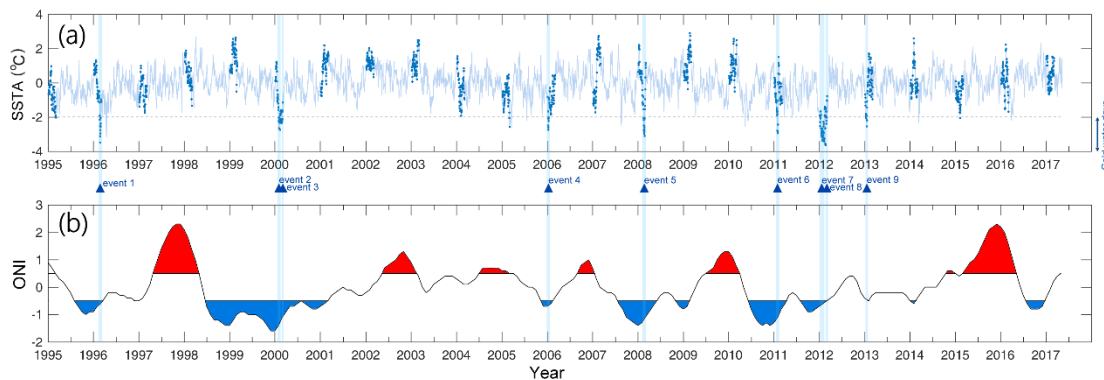 (a)
SSTA (°C)
4
2
0
-2
-4
1995 1996 1997 1998 1999 2000 2001 2002 2003 2004 2005 2006 2007 2008 2009 2010 2011 2012 2013 2014 2015 2016 2017
event 1
event 2
event 3
event 4
event 5
event 6
event 7
event 8
event 9
(b)
ONI
3
2
1
0
-1
-2
1995 1996 1997 1998 1999 2000 2001 2002 2003 2004 2005 2006 2007 2008 2009 2010 2011 2012 2013 2014 2015 2016 2017
Year